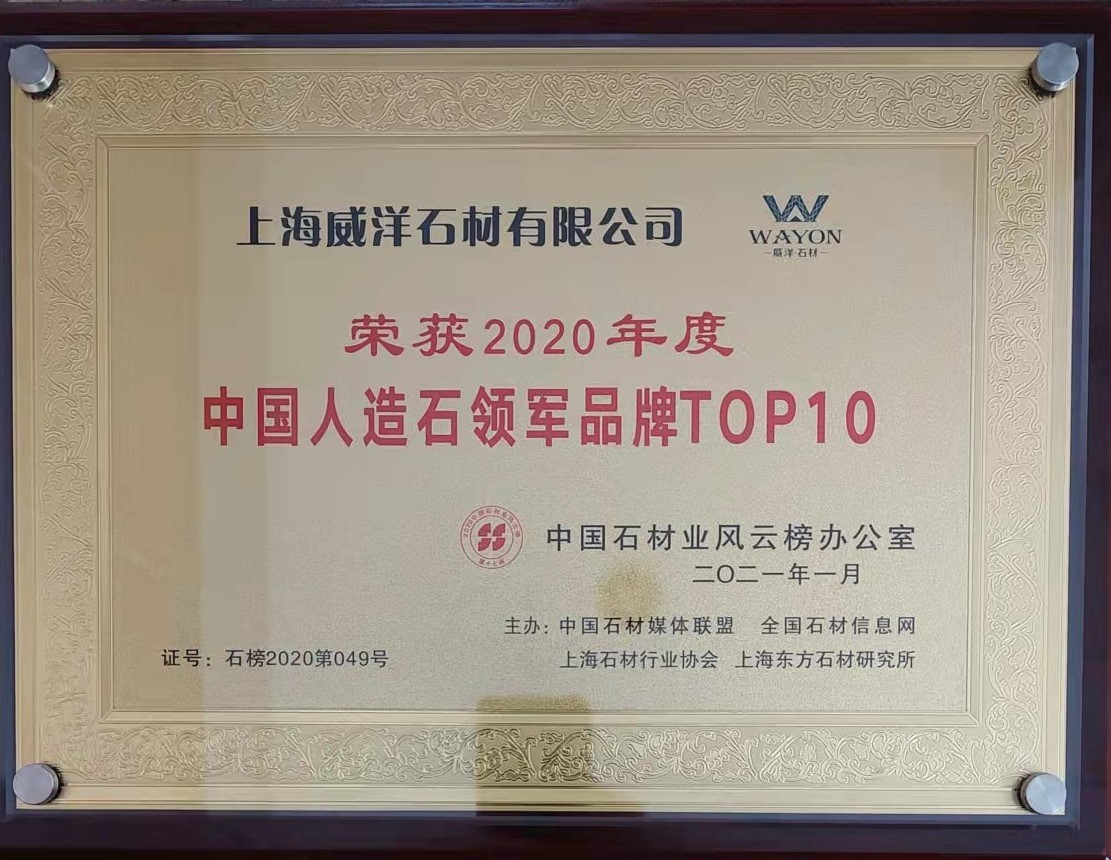 上海威洋石材有限公司
WAYON
威洋·石材
荣获2020年度
中国人造石领军品牌TOP10
中国石材业风云榜办公室
二〇二一年一月
主办：中国石材媒体联盟 全国石材信息网
上海石材行业协会 上海东方石材研究所
证号：石榜2020第049号